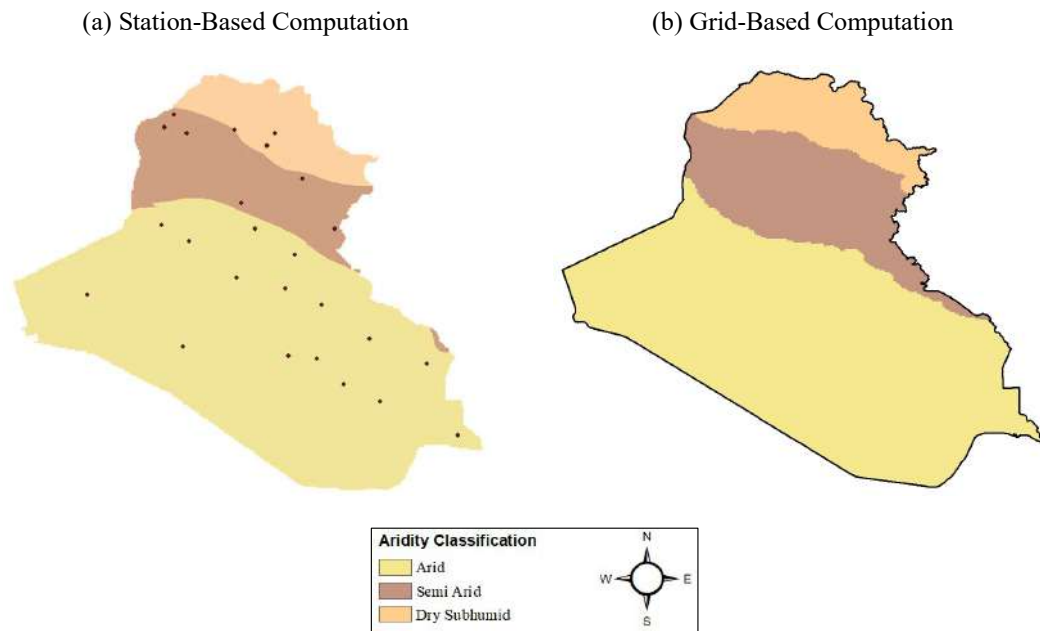 (a) Station-Based Computation
(b) Grid-Based Computation
Aridity Classification
Arid
Semi Arid
Dry Subhumid
N
W
E
S